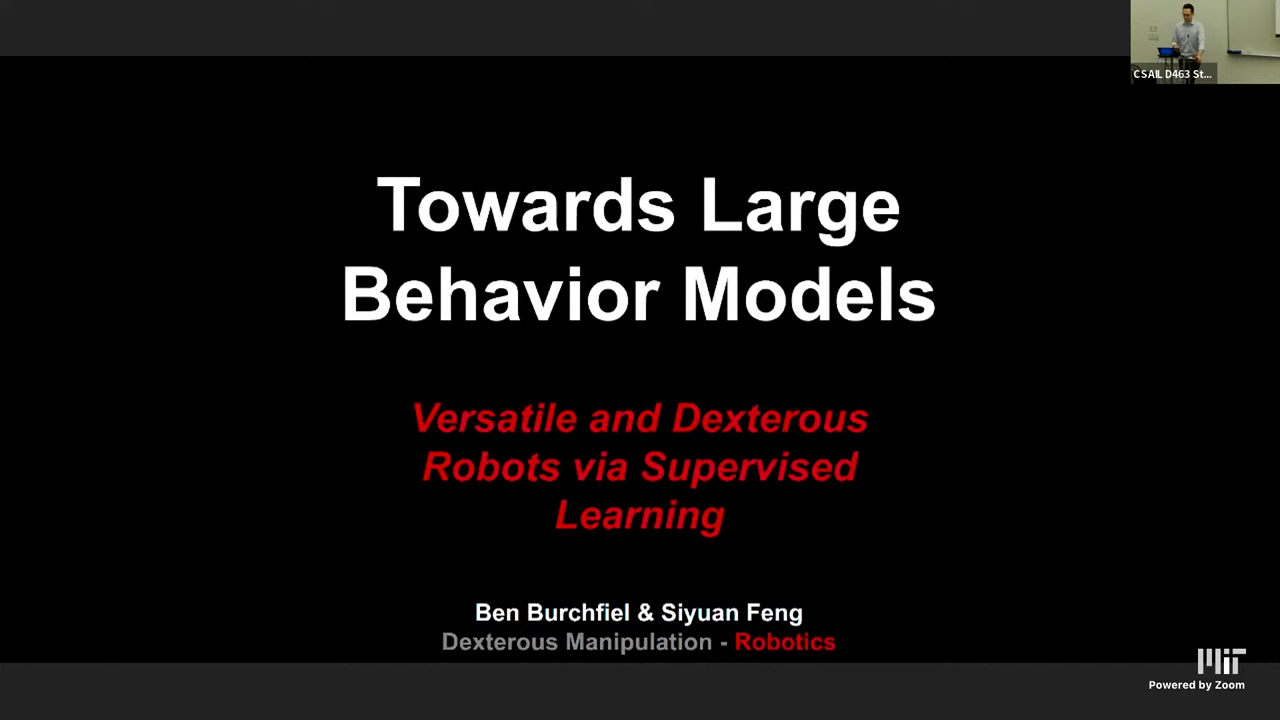 CSAIL D463 St...
Towards Large
Behavior Models
Versatile and Dexterous
Robots via Supervised
Learning
Ben Burchfiel & Siyuan Feng
Dexterous Manipulation - Robotics
MIT
Powered by Zoom